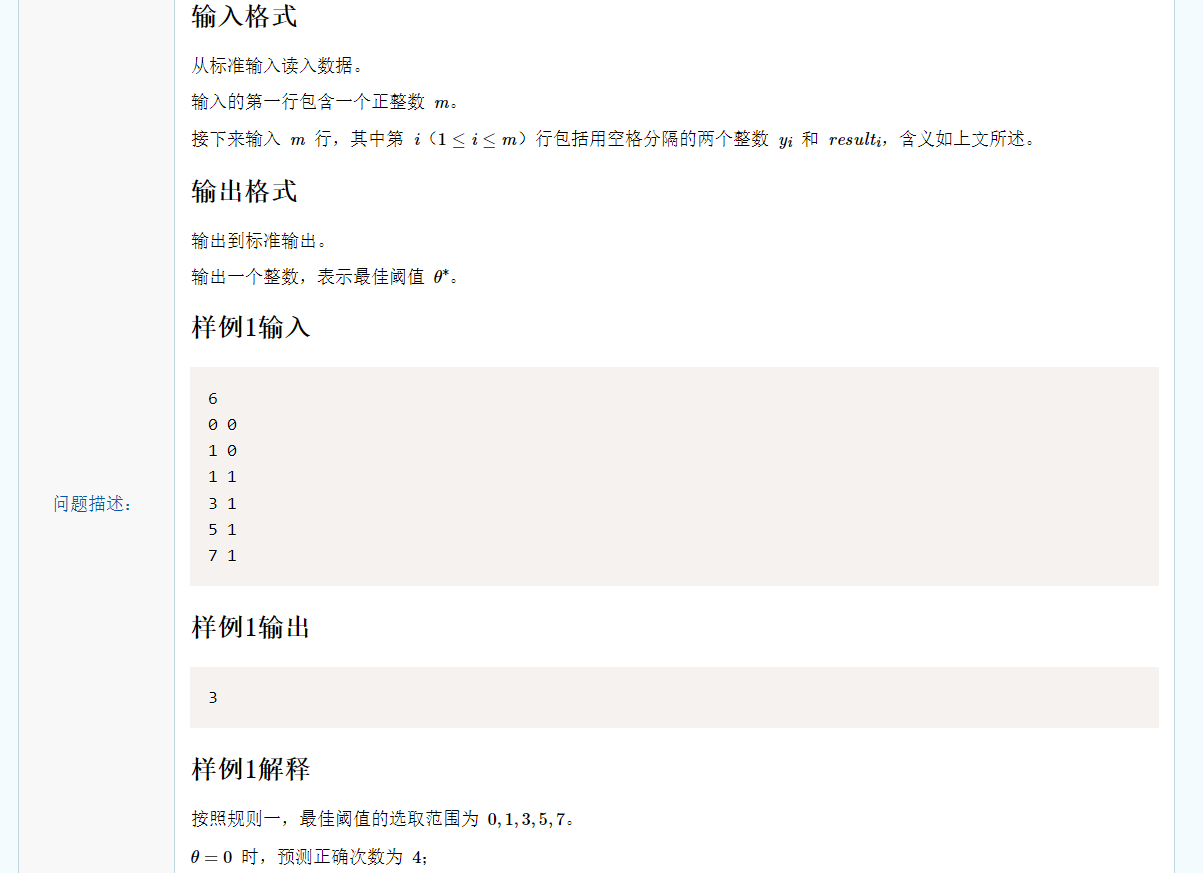 输入格式
从标准输入读入数据。
输入的第一行包含一个正整数 m。
接下来输入 m 行，其中第 i（1 ≤ i ≤ m）行包括用空格分隔的两个整数 yᵢ 和 resultᵢ，含义如上文所述。
输出格式
输出到标准输出。
输出一个整数，表示最佳阈值 θ*。
样例1输入
6
0 0
1 0
1 1
3 1
5 1
7 1
问题描述：
样例1输出
3
样例1解释
按照规则一，最佳阈值的选取范围为 0, 1, 3, 5, 7。
θ = 0 时，预测正确次数为 4；